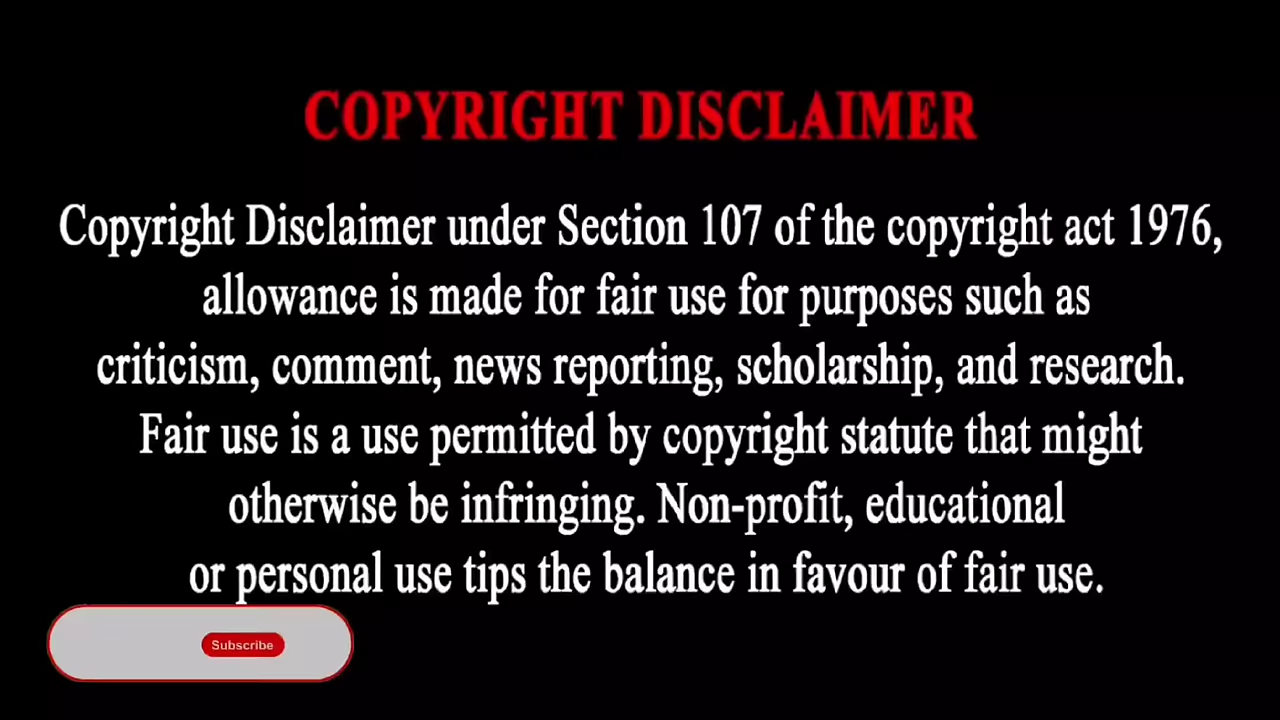 COPYRIGHT DISCLAIMER
Copyright Disclaimer under Section 107 of the copyright act 1976,
allowance is made for fair use for purposes such as
criticism, comment, news reporting, scholarship, and research.
Fair use is a use permitted by copyright statute that might
otherwise be infringing. Non-profit, educational
or personal use tips the balance in favour of fair use.
Subscribe